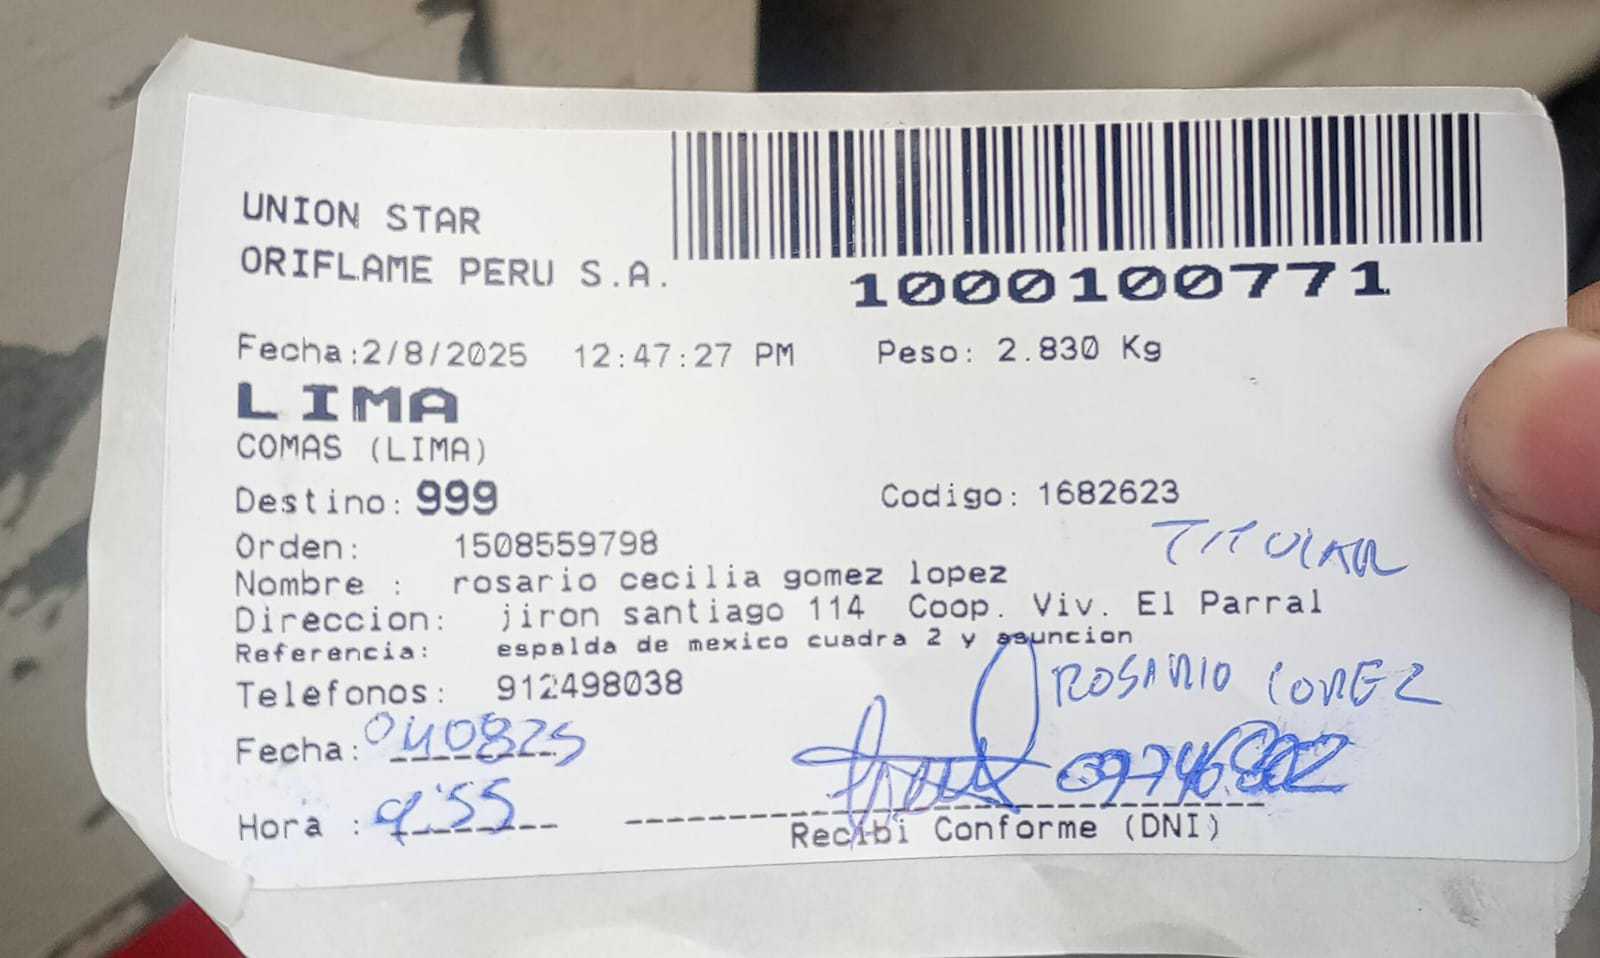 UNION STAR
ORIFLAME PERU S.A.
1000100771
Fecha:2/8/2025 12:47:27 PM Peso: 2.830 Kg
LIMA
COMAS (LIMA)
Destino: 999 Codigo: 1682623
Orden: 1508559798
TITULAR
Nombre : rosario cecilia gomez lopez
Direccion: jiron santiago 114 Coop. Viv. El Parral
Referencia: espalda de mexico cuadra 2 y asuncion
Telefonos: 912498038
ROSARIO
Fecha: 040825
Hora : 9:55
Recibi Conforme (DNI)